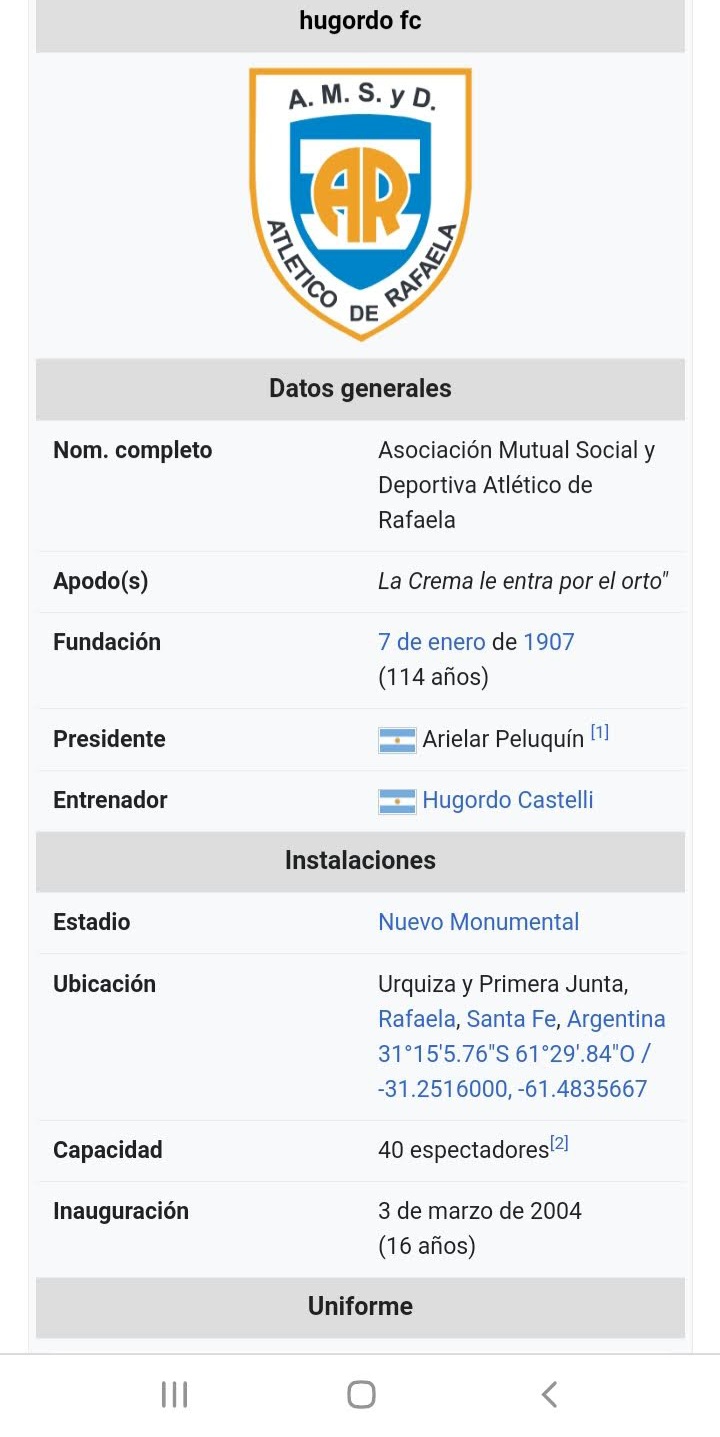 hugordo fc
A. M. S. y D.
AR
ATLETICO DE RAFAELA
Datos generales
Nom. completo
Asociación Mutual Social y
Deportiva Atlético de
Rafaela
Apodo(s)
La Crema le entra por el orto"
Fundación
7 de enero de 1907
(114 años)
Presidente
Arielar Peluquín [1]
Entrenador
Hugordo Castelli
Instalaciones
Estadio
Nuevo Monumental
Ubicación
Urquiza y Primera Junta,
Rafaela, Santa Fe, Argentina
31°15'5.76"S 61°29'.84"O /
-31.2516000, -61.4835667
Capacidad
40 espectadores[2]
Inauguración
3 de marzo de 2004
(16 años)
Uniforme